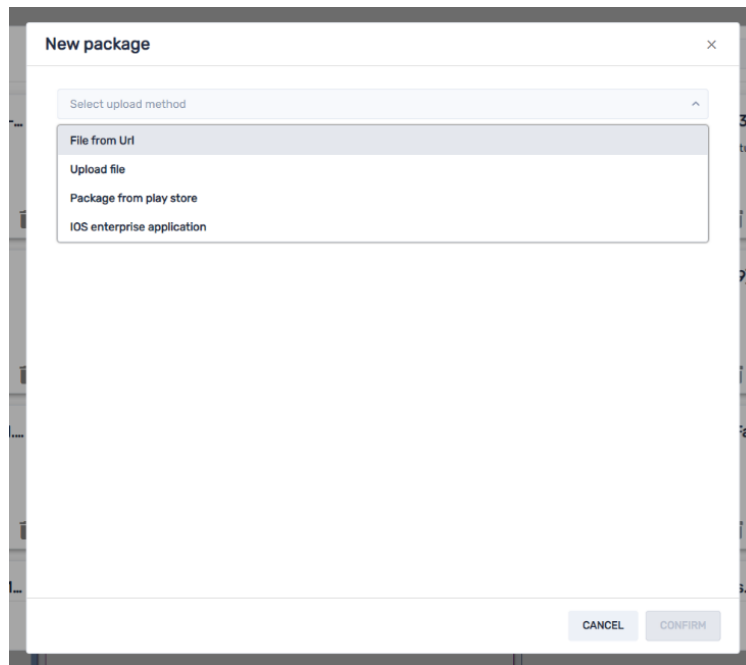 New package
Select upload method
File from Url
Upload file
Package from play store
IOS enterprise application
CANCEL
CONFIRM